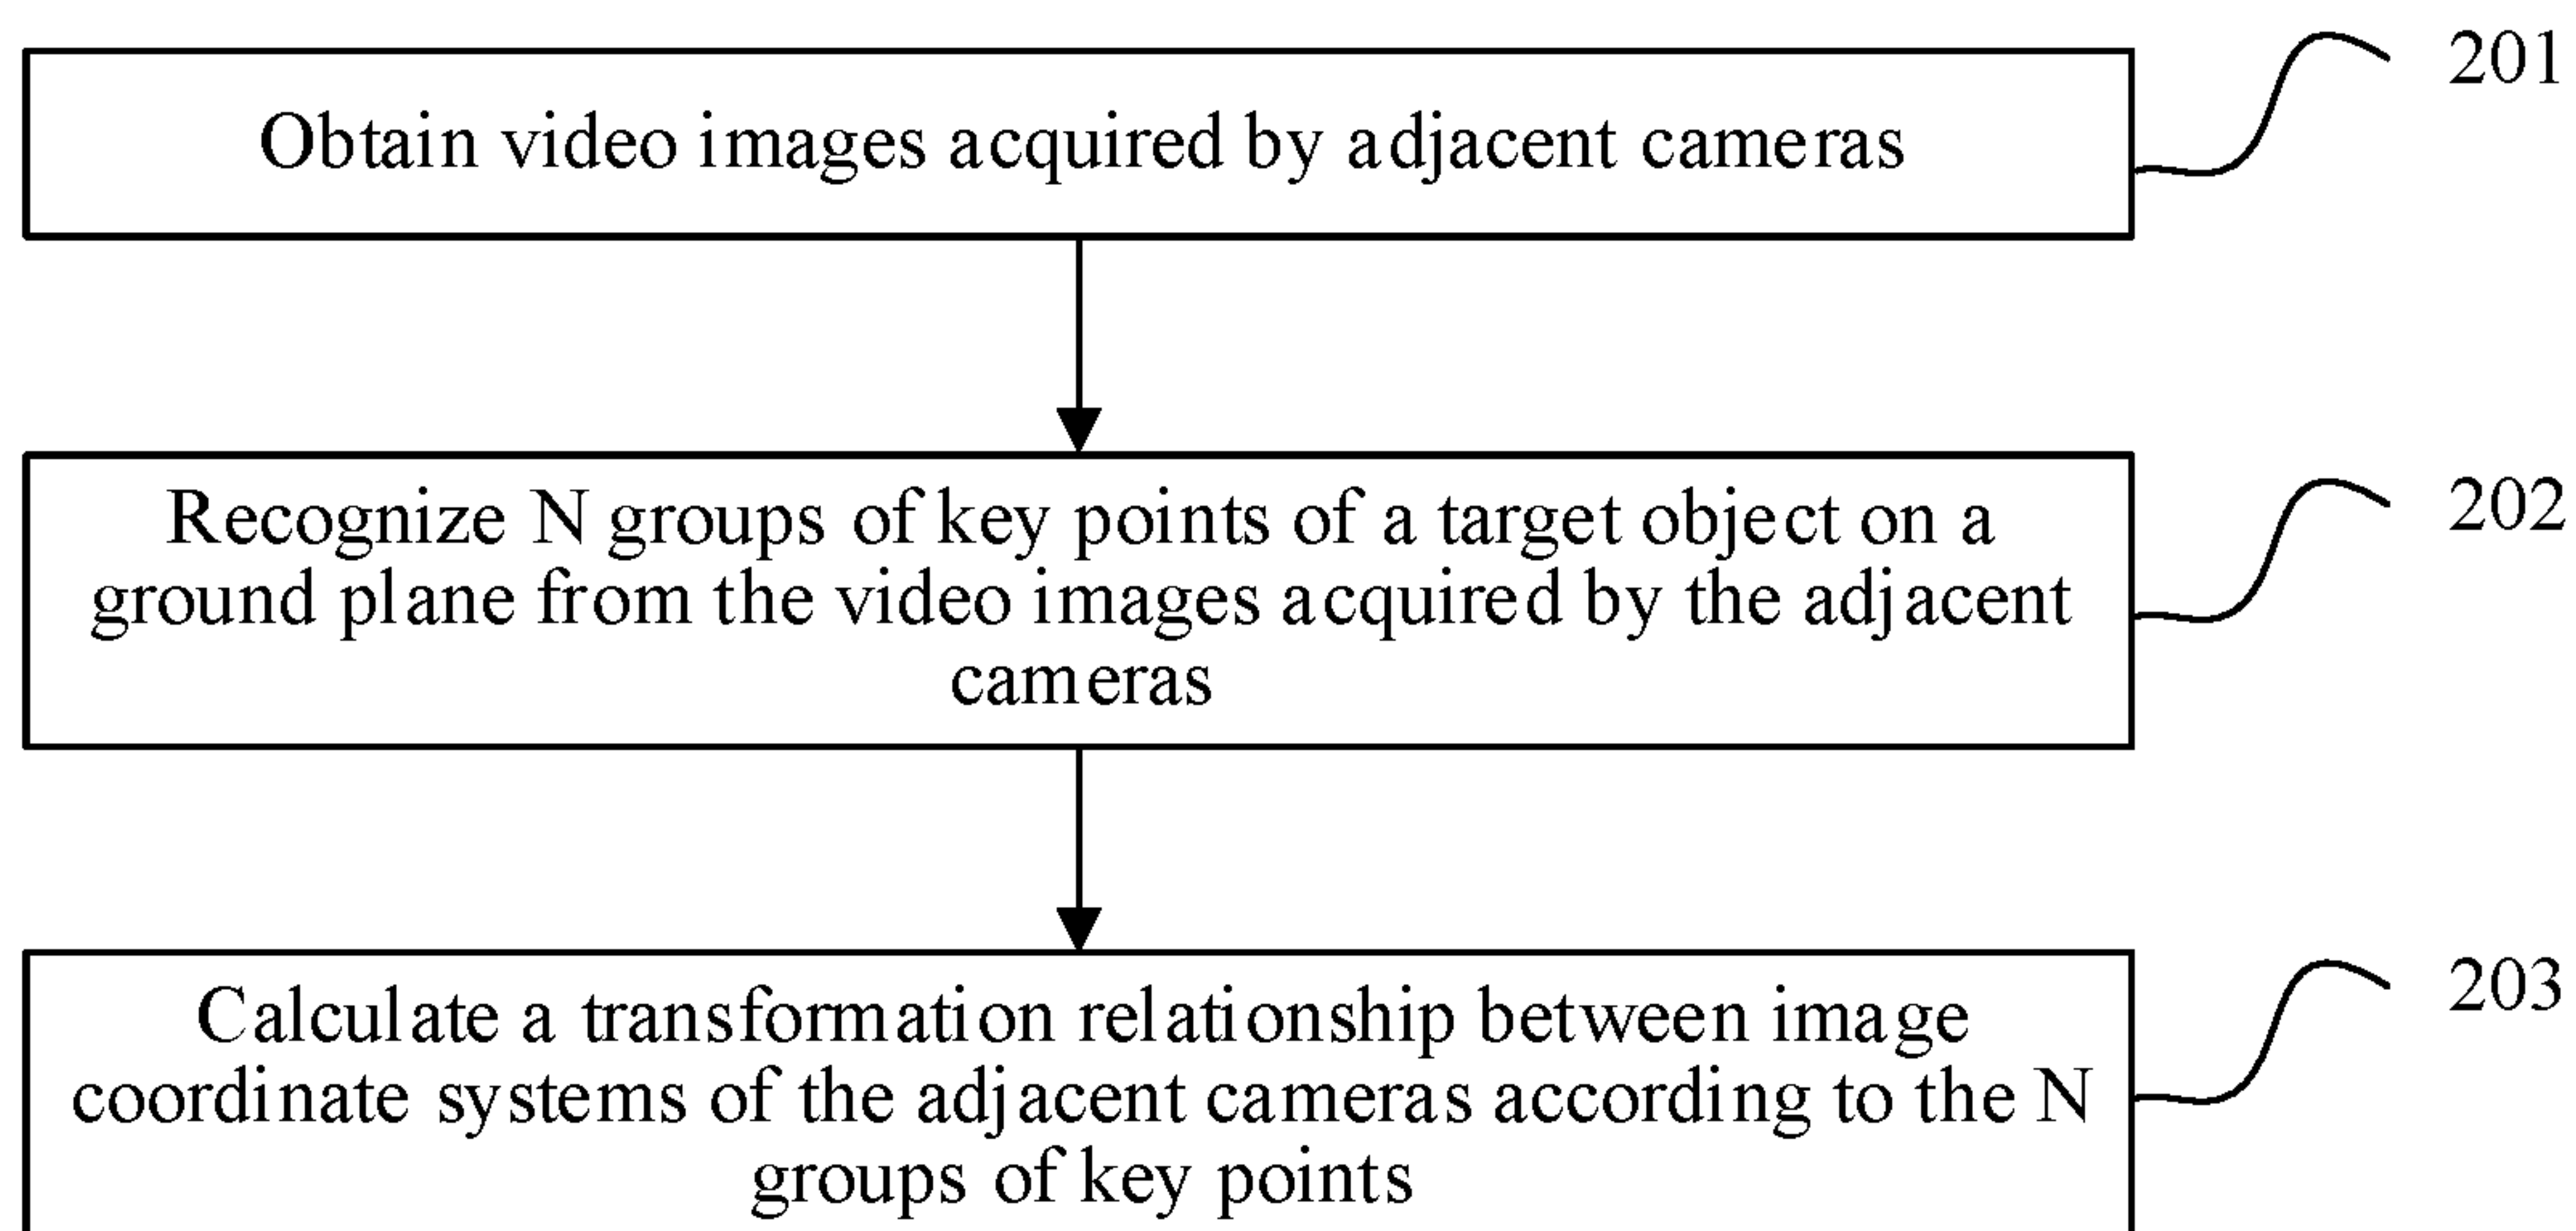 201
Obtain video images acquired by adjacent cameras
202
Recognize N groups of key points of a target object on a
ground plane from the video images acquired by the adjacent
cameras
203
Calculate a transformation relationship between image
coordinate systems of the adjacent cameras according to the N
groups of key points